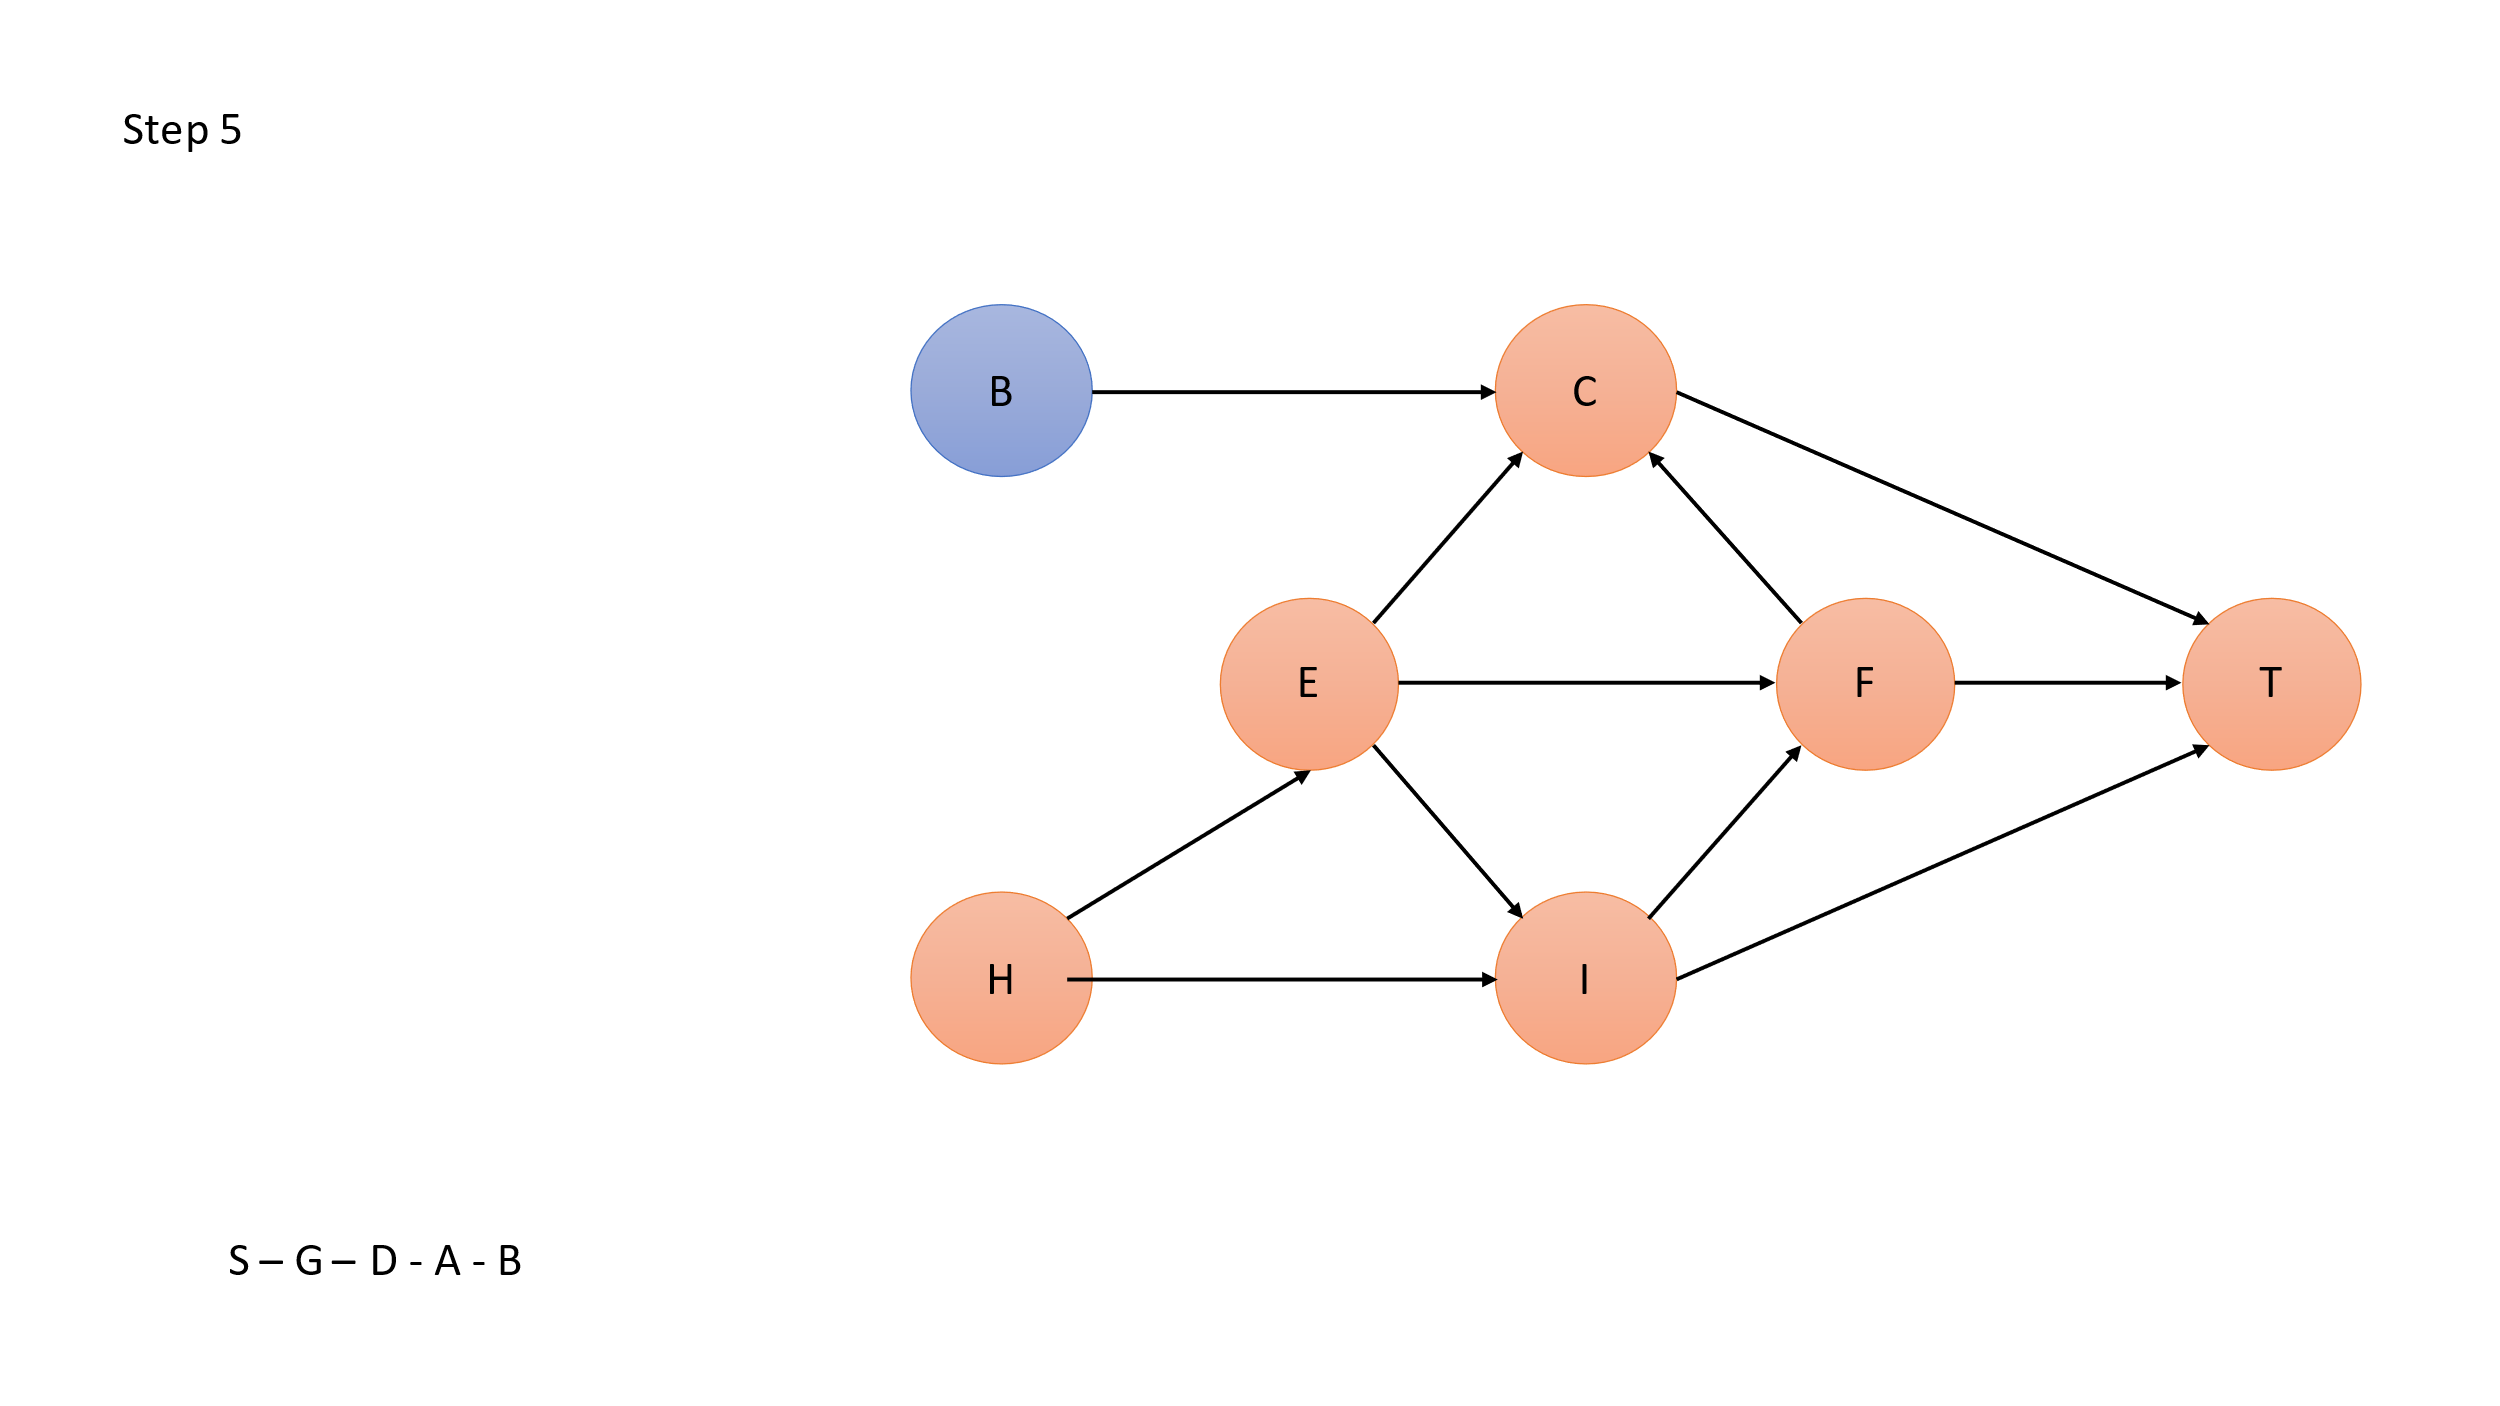 Step 5
B
C
E
F
T
H
I
S – G – D - A - B